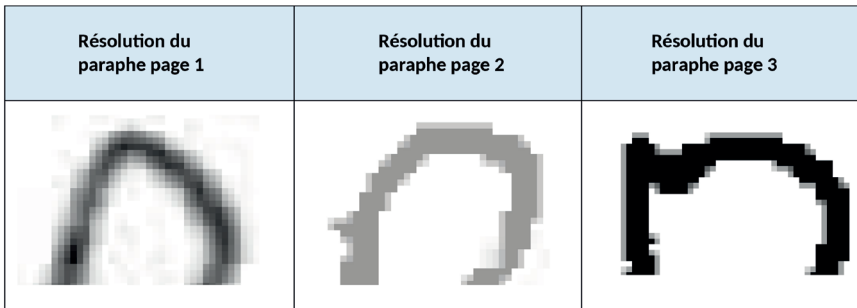 Résolution du
paraphe page 1
Résolution du
paraphe page 2
Résolution du
paraphe page 3